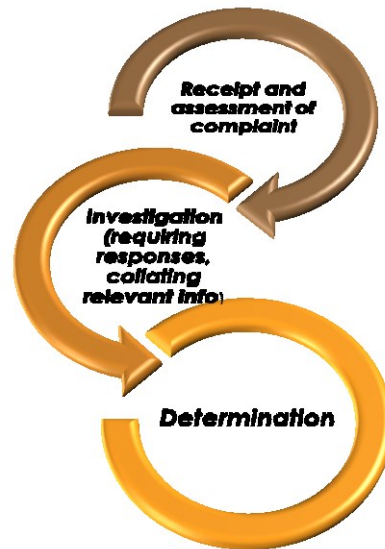 Receipt and
assessment of
complaint
Investigation
(requiring
responses,
collating
relevant info)
Determination